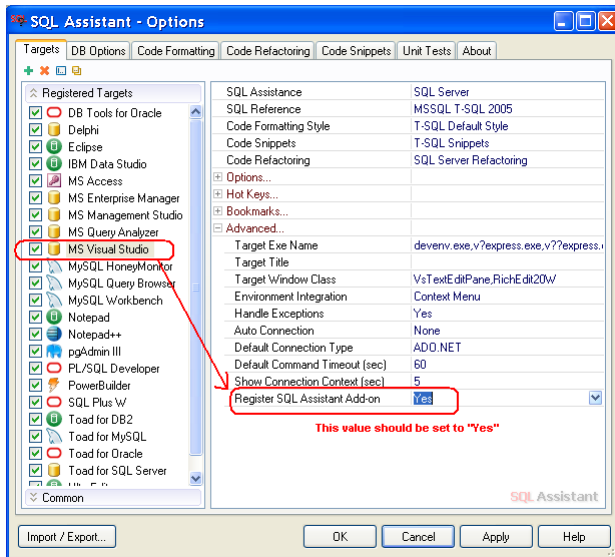 SQL Assistant - Options
Targets DB Options Code Formatting Code Refactoring Code Snippets Unit Tests About
Registered Targets
DB Tools for Oracle
Delphi
Eclipse
IBM Data Studio
MS Access
MS Enterprise Manager
MS Management Studio
MS Query Analyzer
MS Visual Studio
MySQL HoneyMonitor
MySQL Query Browser
MySQL Workbench
Notepad
Notepad++
pgAdmin III
PL/SQL Developer
PowerBuilder
SQL Plus W
Toad for DB2
Toad for MySQL
Toad for Oracle
Toad for SQL Server
Common
SQL Assistance SQL Server
SQL Reference MSSQL T-SQL 2005
Code Formatting Style T-SQL Default Style
Code Snippets T-SQL Snippets
Code Refactoring SQL Server Refactoring
Options...
Hot Keys...
Bookmarks...
Advanced...
Target Exe Name devenv.exe,v?express.exe,v??express.
Target Title
Target Window Class VsTextEditPane,RichEdit20W
Environment Integration Context Menu
Handle Exceptions Yes
Auto Connection None
Default Connection Type ADO.NET
Default Command Timeout (sec) 60
Show Connection Context (sec) 5
Register SQL Assistant Add-on Yes
This value should be set to "Yes"
SQL Assistant
Import / Export... OK Cancel Apply Help